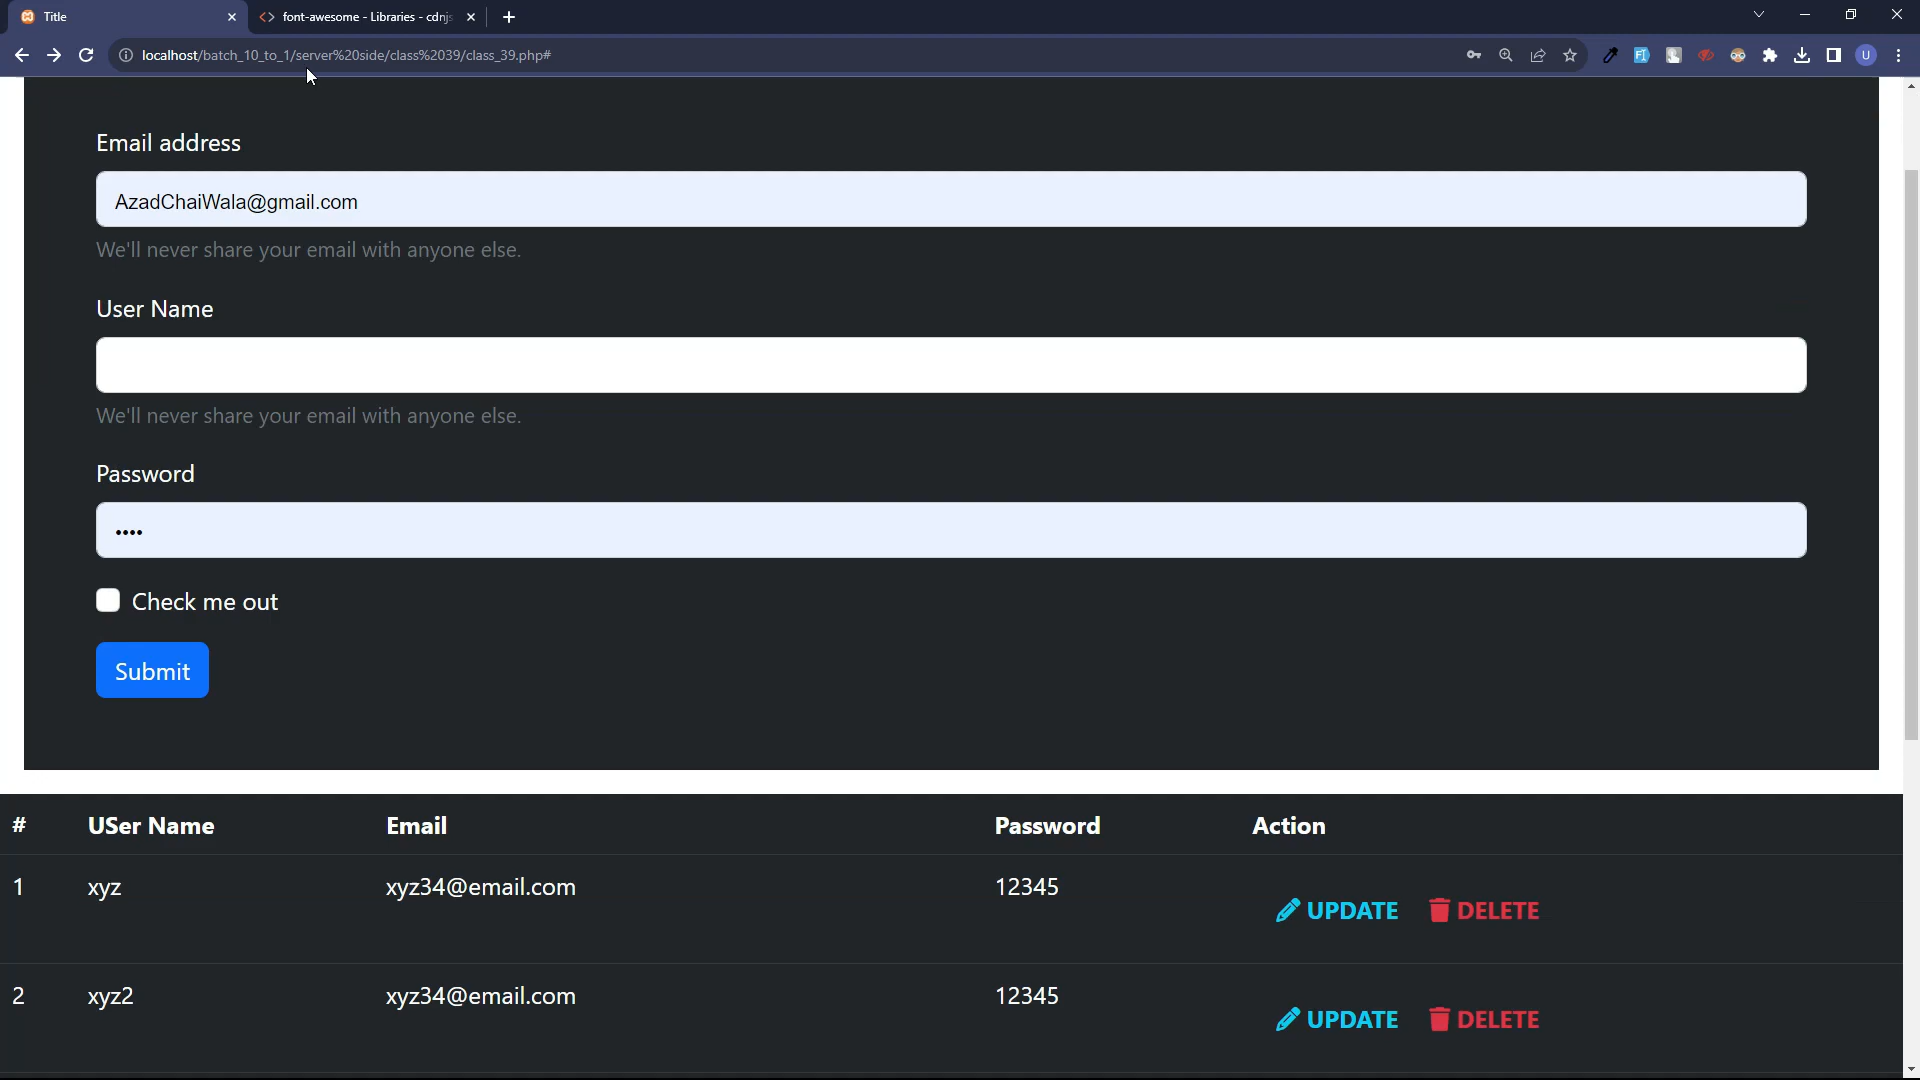 Title
font-awesome - Libraries - cdnjs
localhost/batch_10_to_1/server%20side/class%2039/class_39.php#
U
Email address
AzadChaiWala@gmail.com
We'll never share your email with anyone else.
User Name
We'll never share your email with anyone else.
Password
••••
Check me out
Submit
# USer Name Email Password Action
1 xyz xyz34@email.com 12345 UPDATE DELETE
2 xyz2 xyz34@email.com 12345 UPDATE DELETE